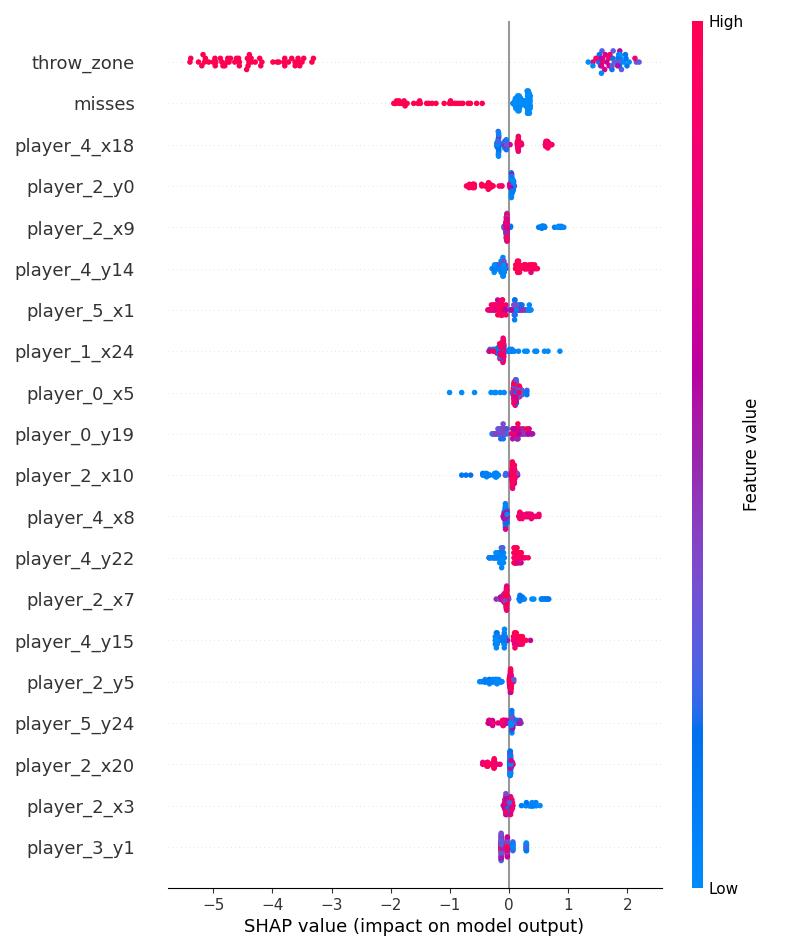 High
throw_zone
misses
player_4_x18
player_2_y0
player_2_x9
player_4_y14
player_5_x1
player_1_x24
player_0_x5
player_0_y19
player_2_x10
player_4_x8
player_4_y22
player_2_x7
player_4_y15
player_2_y5
player_5_y24
player_2_x20
player_2_x3
player_3_y1
Feature value
Low
−5 −4 −3 −2 −1 0 1 2
SHAP value (impact on model output)